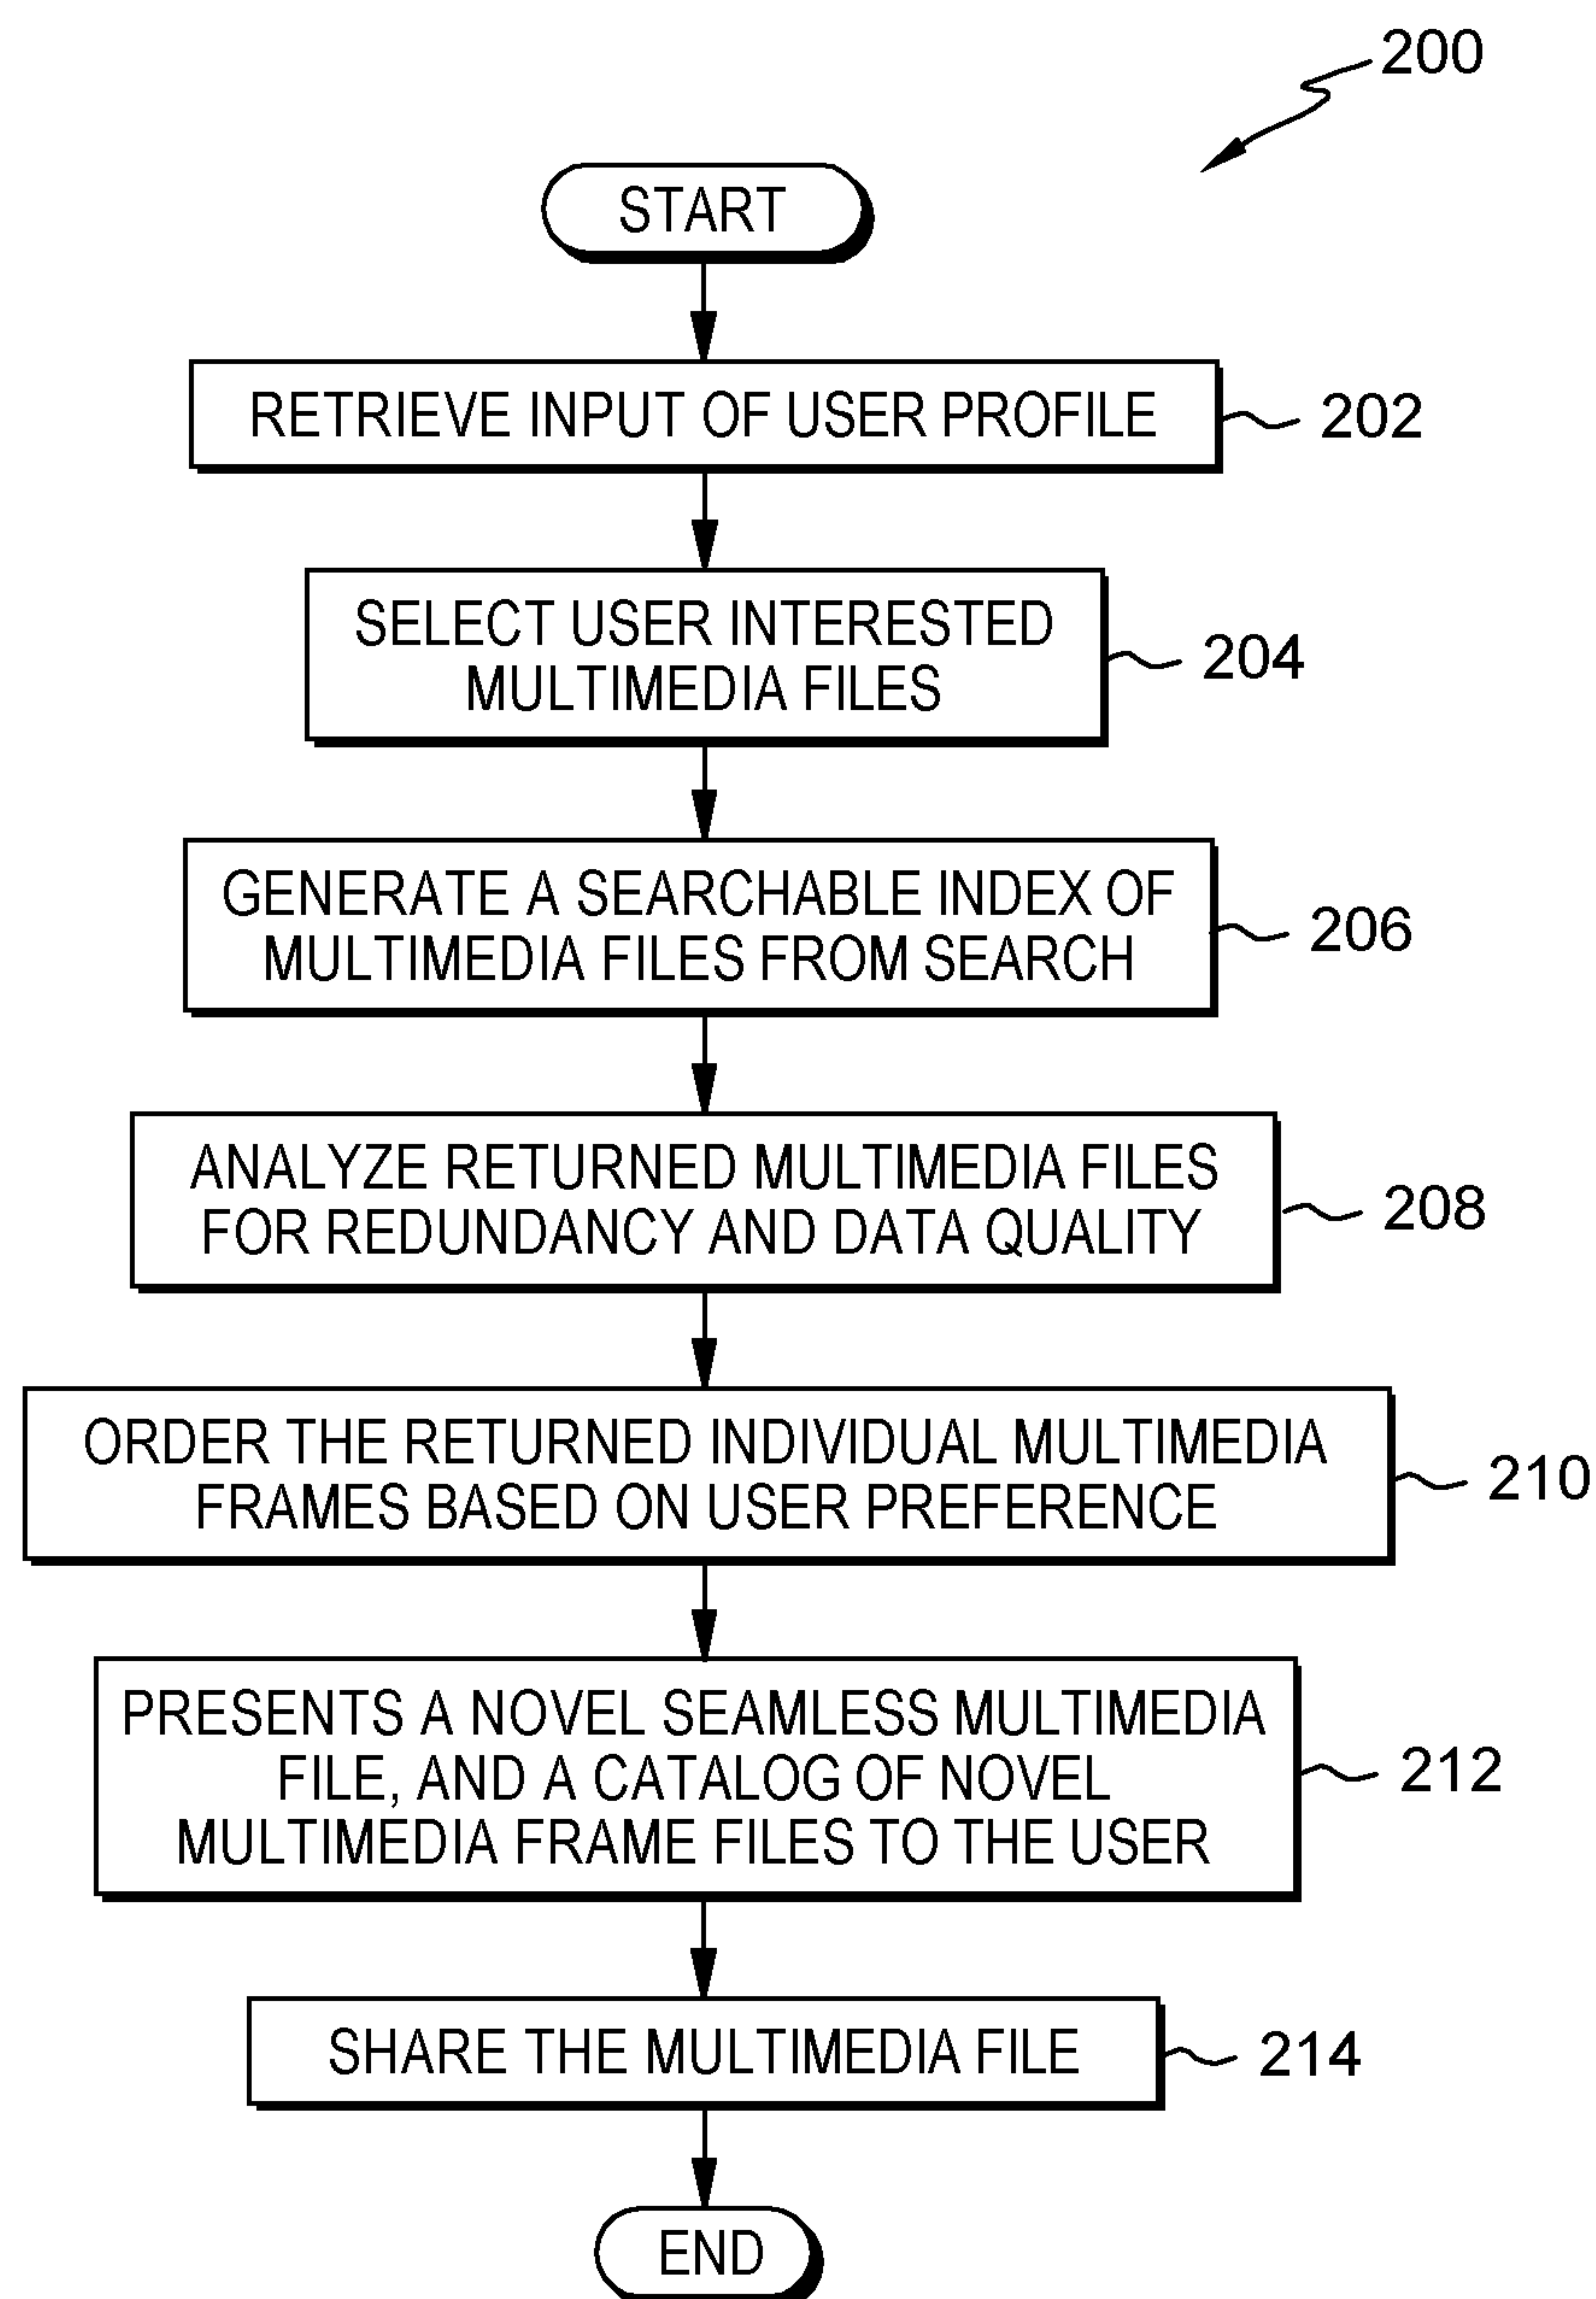 200
START
RETRIEVE INPUT OF USER PROFILE
202
SELECT USER INTERESTED
MULTIMEDIA FILES
204
GENERATE A SEARCHABLE INDEX OF
MULTIMEDIA FILES FROM SEARCH
206
ANALYZE RETURNED MULTIMEDIA FILES
FOR REDUNDANCY AND DATA QUALITY
208
ORDER THE RETURNED INDIVIDUAL MULTIMEDIA
FRAMES BASED ON USER PREFERENCE
210
PRESENTS A NOVEL SEAMLESS MULTIMEDIA
FILE, AND A CATALOG OF NOVEL
MULTIMEDIA FRAME FILES TO THE USER
212
SHARE THE MULTIMEDIA FILE
214
END